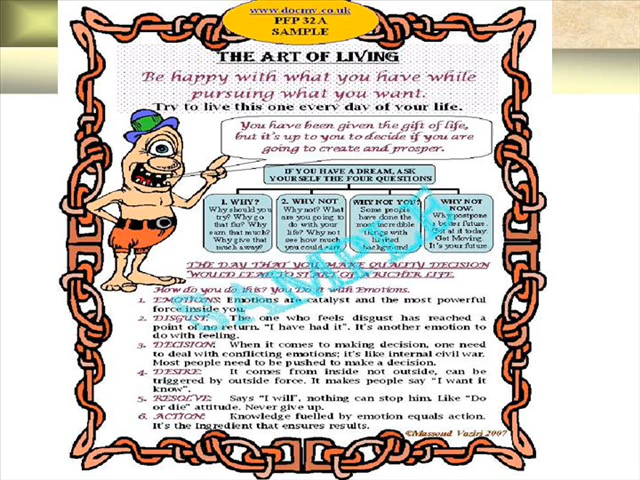 www.docmv.co.uk
PFP 32A
SAMPLE
THE ART OF LIVING
Be happy with what you have while
pursuing what you want.
Try to live this one every day of your life.
You have been given the gift of life,
but it's up to you to decide if you are
going to create and prosper.
IF YOU HAVE A DREAM, ASK
YOURSELF THE FOUR QUESTIONS
1. WHY?
Why should you
try? Why go
that far? Why
earn that much?
Why give that
much away?
2. WHY NOT
Why not? What
are you going to
do with your
life? Why not
see how much
you could earn
WHY NOT YOU?
Some people
have done the
most incredible
things with
limited
background
WHY NOT
NOW.
Why postpone
a better future.
Get at it today
Get Moving.
It's your future
SAMPLE
THE DAY THAT YOU MAKE QUALITY DECISION
WOULD LEAD TO START OF A RICHER LIFE.
How do you do this? You Do it with Emotions.
1. EMOTIONS: Emotions are catalyst and the most powerful
force inside you.
2. DISGUST: The one who feels disgust has reached a
point of no return. "I have had it". It's another emotion to
do with feeling.
3. DECISION: When it comes to making decision, one need
to deal with conflicting emotions; it's like internal civil war.
Most people need to be pushed to make a decision.
4. DESIRE: It comes from inside not outside, can be
triggered by outside force. It makes people say "I want it
know".
5. RESOLVE: Says "I will", nothing can stop him. Like "Do
or die" attitude. Never give up.
6. ACTION: Knowledge fuelled by emotion equals action.
It's the ingredient that ensures results.
©Massoud Vaziri 2007